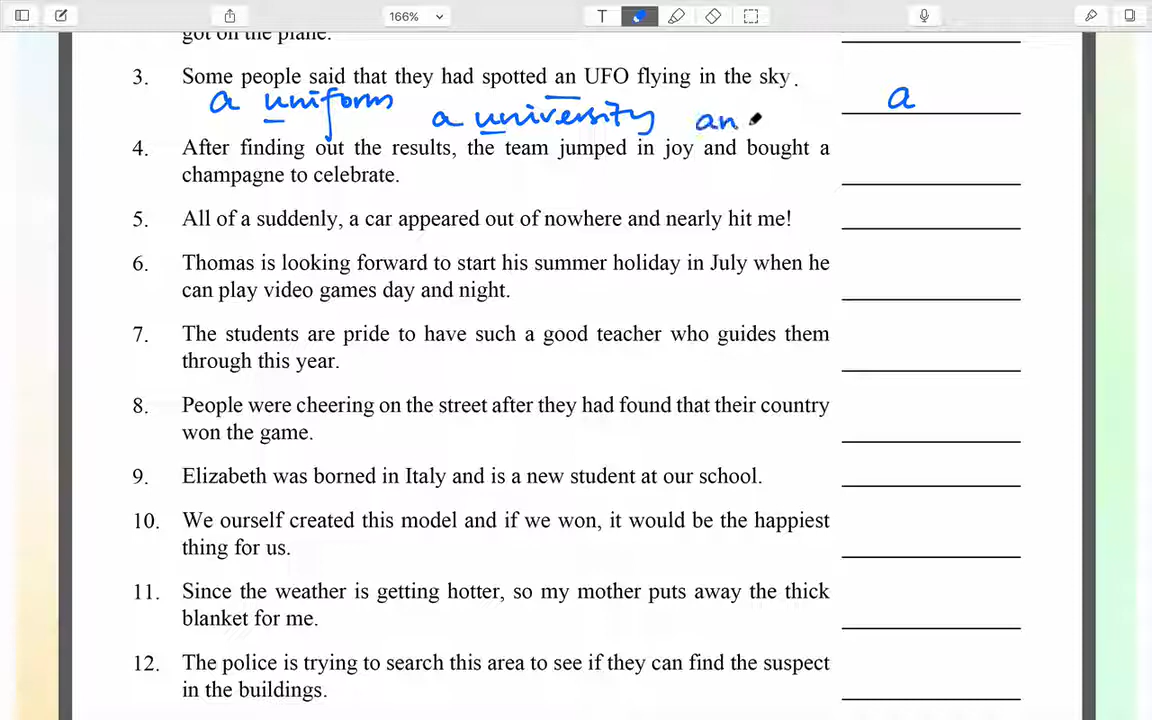 166%
T
got on the plane.
3. Some people said that they had spotted an UFO flying in the sky.
a uniform a university an
a
4. After finding out the results, the team jumped in joy and bought a
champagne to celebrate.
5. All of a suddenly, a car appeared out of nowhere and nearly hit me!
6. Thomas is looking forward to start his summer holiday in July when he
can play video games day and night.
7. The students are pride to have such a good teacher who guides them
through this year.
8. People were cheering on the street after they had found that their country
won the game.
9. Elizabeth was borned in Italy and is a new student at our school.
10. We ourself created this model and if we won, it would be the happiest
thing for us.
11. Since the weather is getting hotter, so my mother puts away the thick
blanket for me.
12. The police is trying to search this area to see if they can find the suspect
in the buildings.